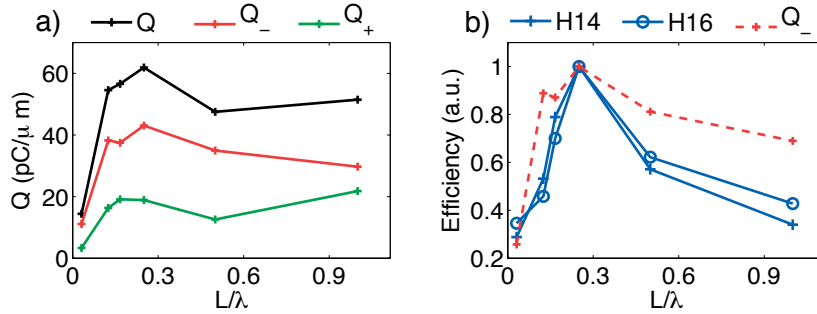 a)
Q
Q_
Q+
Q (pC/μ m)
60
40
20
0
0
0.3
0.6
0.9
L/λ
b)
H14
H16
Q_
Efficiency (a.u.)
1
0.8
0.6
0.4
0.2
0
0.3
0.6
0.9
L/λ